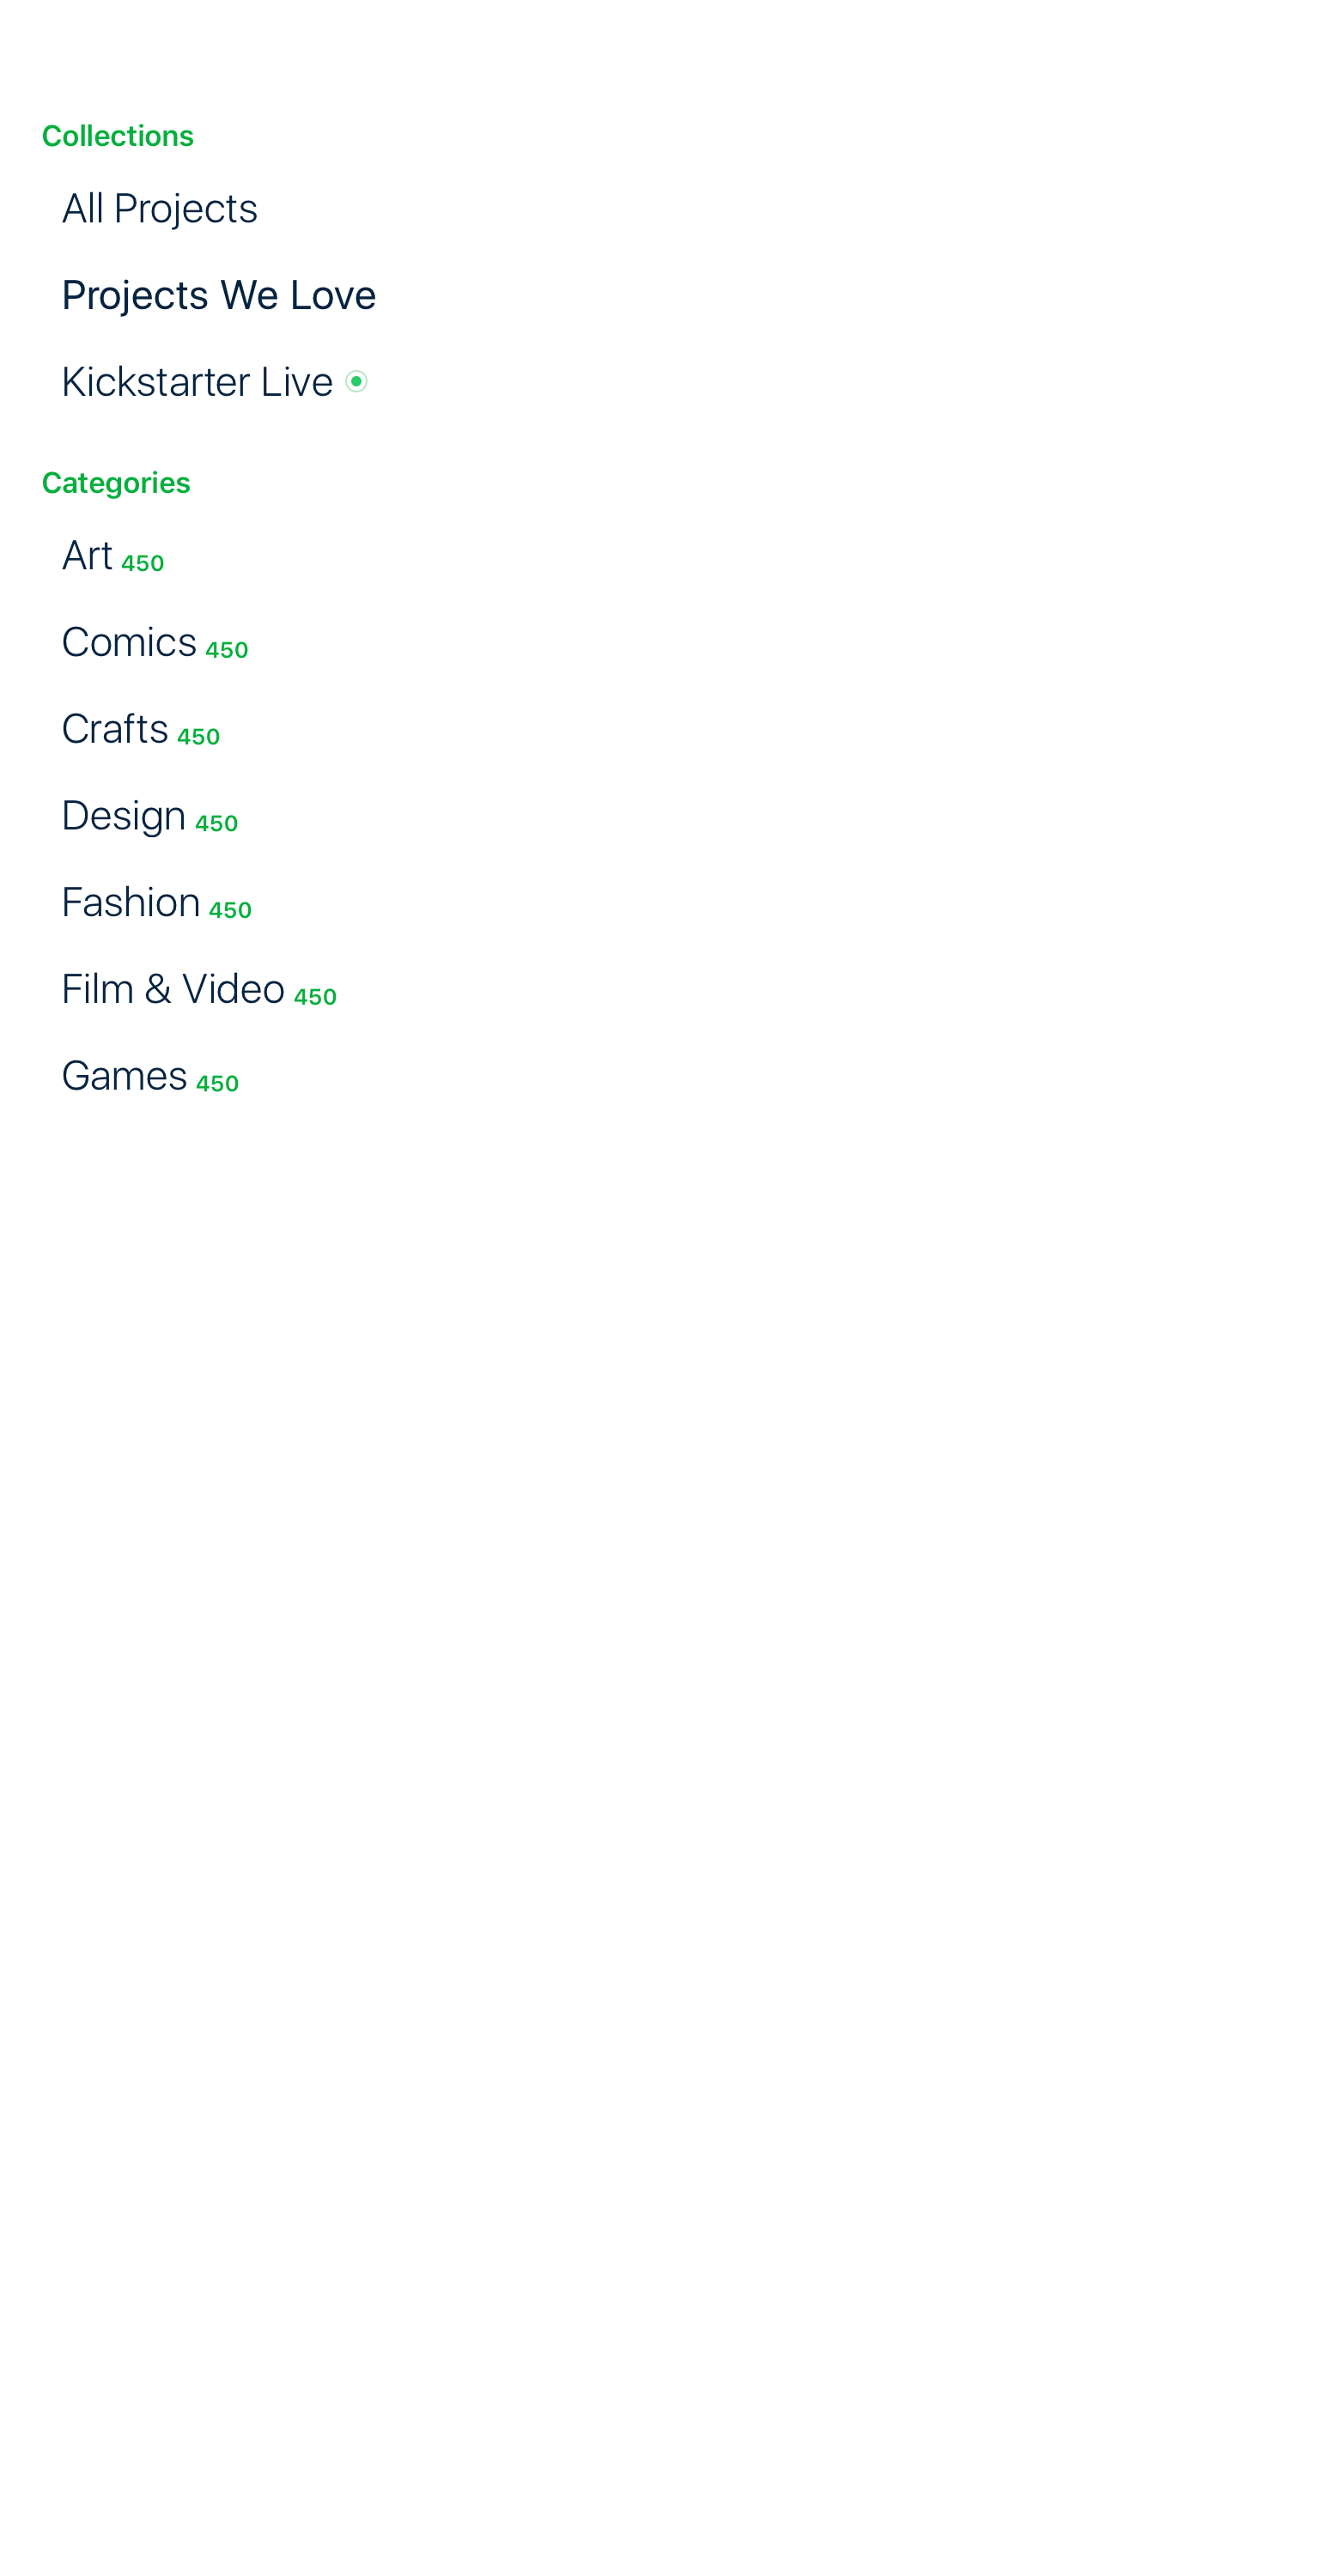 Collections
All Projects
Projects We Love
Kickstarter Live
Categories
Art 450
Comics 450
Crafts 450
Design 450
Fashion 450
Film & Video 450
Games 450